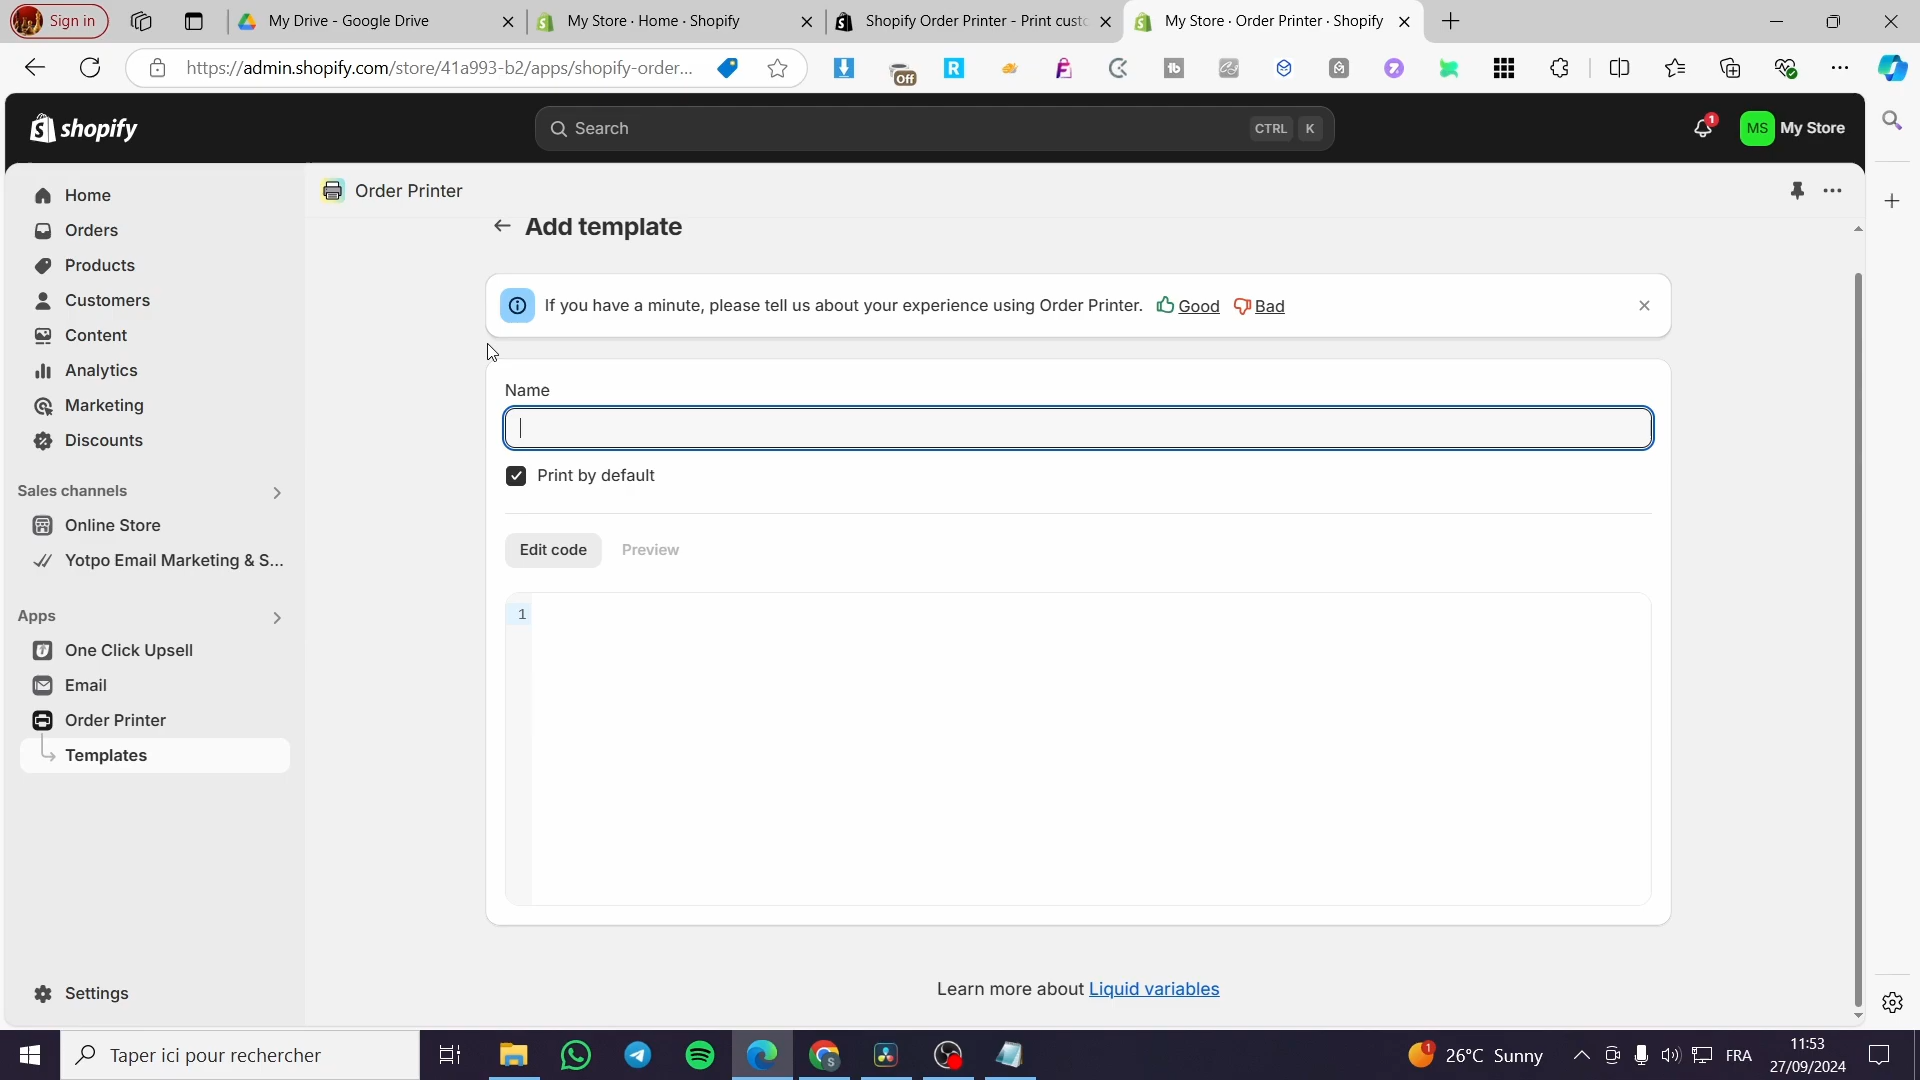 Sign in
My Drive - Google Drive
My Store · Home · Shopify
Shopify Order Printer - Print custo
My Store · Order Printer · Shopify
https://admin.shopify.com/store/41a993-b2/apps/shopify-order...
Off
shopify
Search
CTRL K
1
MS My Store
Home
Orders
Products
Customers
Content
Analytics
Marketing
Discounts
Sales channels
Online Store
Yotpo Email Marketing & S...
Apps
One Click Upsell
Email
Order Printer
Templates
Settings
Order Printer
Add template
If you have a minute, please tell us about your experience using Order Printer. Good Bad
Name
Print by default
Edit code Preview
1
Learn more about Liquid variables
Taper ici pour rechercher
1
26°C Sunny
FRA
11:53
27/09/2024